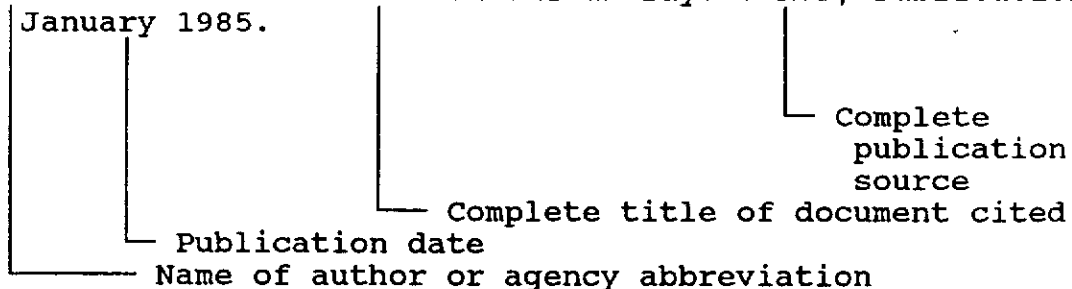 January 1985.
Complete
publication
source
Complete title of document cited
Publication date
Name of author or agency abbreviation